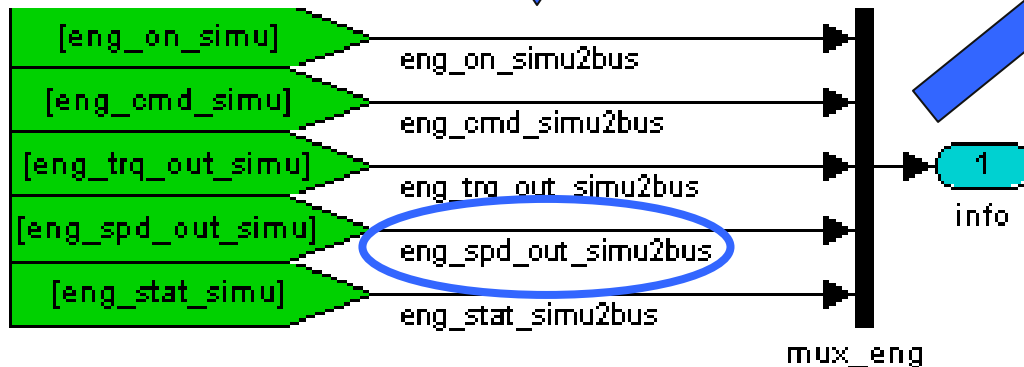 [eng_on_simu]
eng_on_simu2bus
[eng_cmd_simu]
eng_cmd_simu2bus
[eng_trq_out_simu]
eng_trq_out_simu2bus
1
[eng_spd_out_simu]
eng_spd_out_simu2bus
info
[eng_stat_simu]
eng_stat_simu2bus
mux_eng